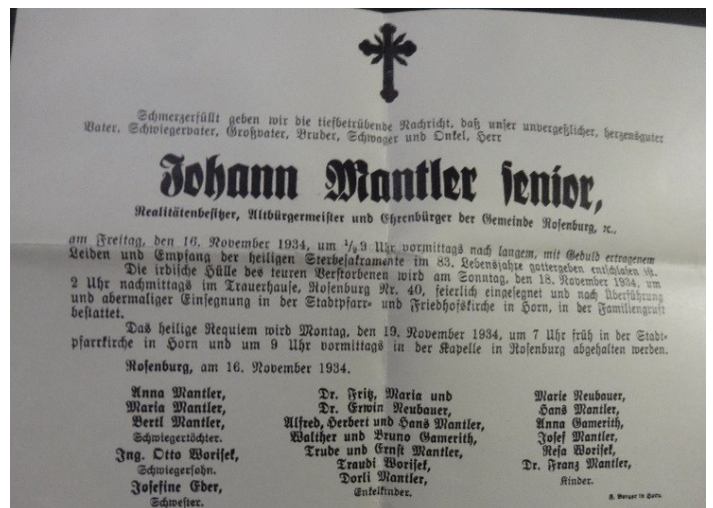 Schmerzerfüllt geben wir die tiefbetrübende Nachricht, daß unser unvergeßlicher, herzensguter
Vater, Schwiegervater, Großvater, Bruder, Schwager und Onkel, Herr
Johann Mantler senior,
Realitätenbesitzer, Altbürgermeister und Ehrenbürger der Gemeinde Rosenburg, ꝛc.,
am Freitag, den 16. November 1934, um ½9 Uhr vormittags nach langem, mit Geduld ertragenem
Leiden und Empfang der heiligen Sterbesakramente im 83. Lebensjahre gottergeben entschlafen ist.
Die irdische Hülle des teuren Verstorbenen wird am Sonntag, den 18. November 1934, um
2 Uhr nachmittags im Trauerhause, Rosenburg Nr. 40, feierlich eingesegnet und nach Überführung
und abermaliger Einsegnung in der Stadtpfarr- und Friedhofskirche in Horn, in der Familiengruft
bestattet.
Das heilige Requiem wird Montag, den 19. November 1934, um 7 Uhr früh in der Stadt-
pfarrkirche in Horn und um 9 Uhr vormittags in der Kapelle in Rosenburg abgehalten werden.
Rosenburg, am 16. November 1934.
Anna Mantler,
Maria Mantler,
Bertl Mantler,
Schwiegertöchter.
Ing. Otto Worisek,
Schwiegersohn.
Josefine Eder,
Schwester.
Dr. Fritz, Maria und
Dr. Erwin Neubauer,
Alfred, Herbert und Hans Mantler,
Walther und Bruno Gamerith,
Trude und Ernst Mantler,
Traudi Worisek,
Dorli Mantler,
Enkelkinder.
Marie Neubauer,
Hans Mantler,
Anna Gamerith,
Josef Mantler,
Resa Worisek,
Dr. Franz Mantler,
Kinder.
F. Berger in Horn.